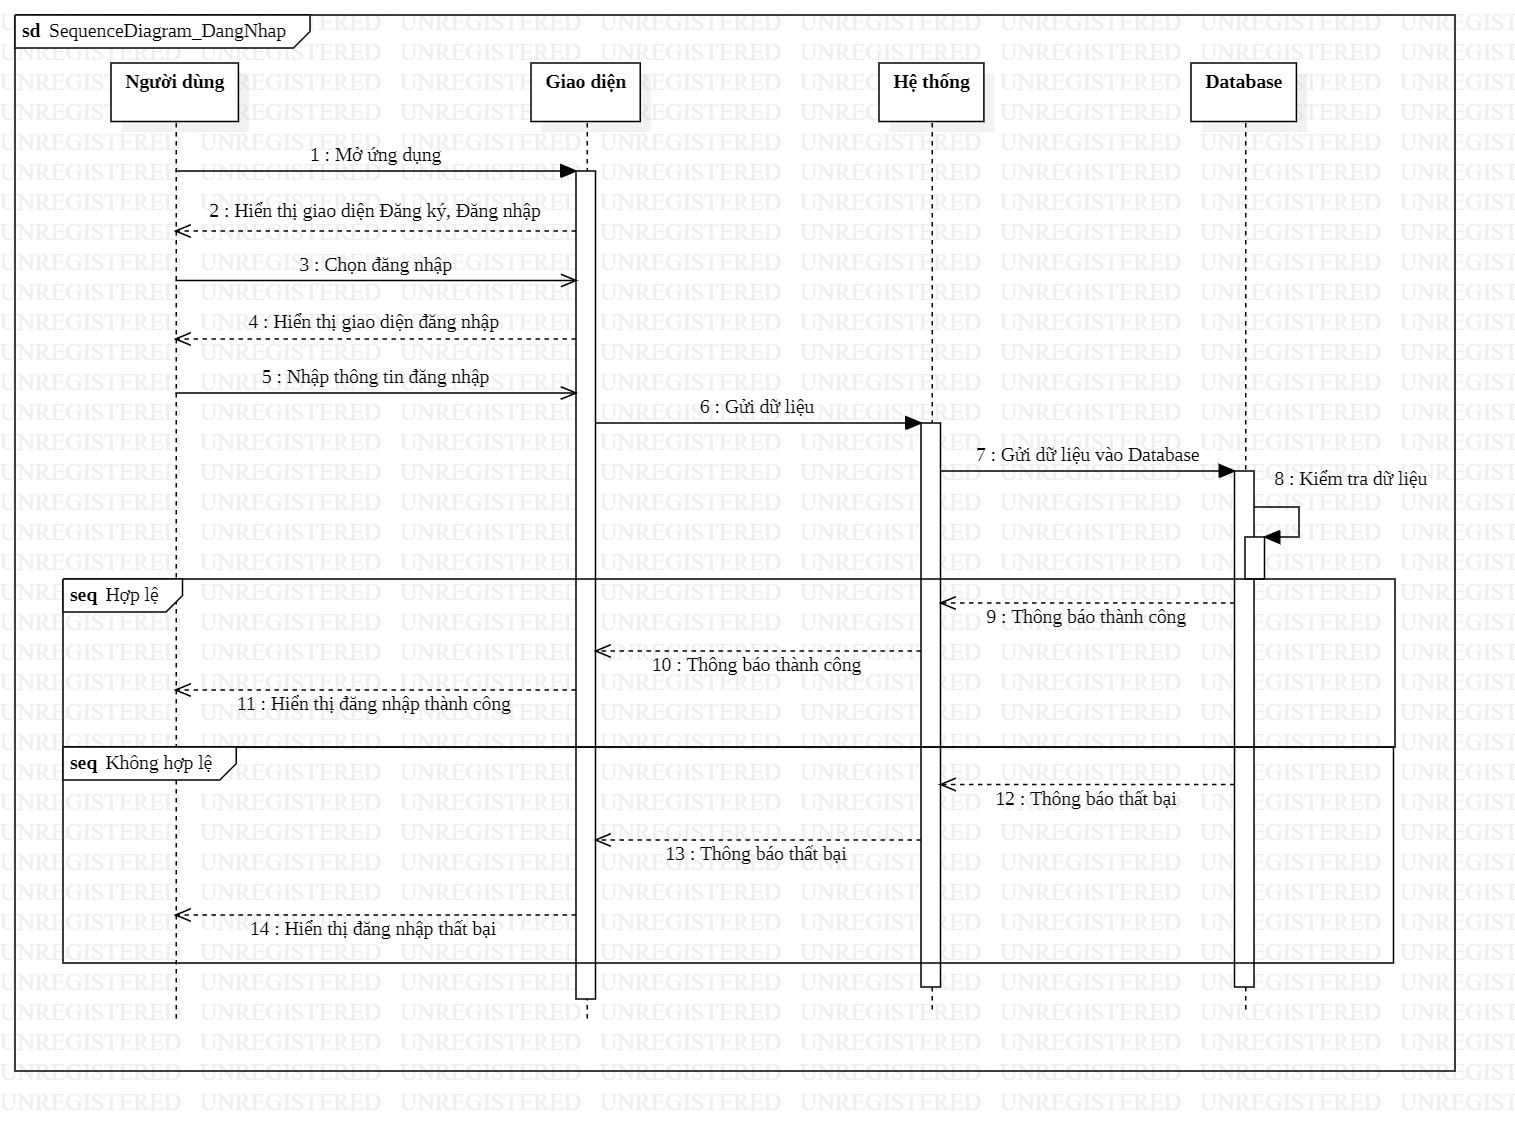 sd SequenceDiagram_DangNhap
Người dùng
Giao diện
Hệ thống
Database
1 : Mở ứng dụng
2 : Hiển thị giao diện Đăng ký, Đăng nhập
3 : Chọn đăng nhập
4 : Hiển thị giao diện đăng nhập
5 : Nhập thông tin đăng nhập
6 : Gửi dữ liệu
7 : Gửi dữ liệu vào Database
8 : Kiểm tra dữ liệu
seq Hợp lệ
9 : Thông báo thành công
10 : Thông báo thành công
11 : Hiển thị đăng nhập thành công
seq Không hợp lệ
12 : Thông báo thất bại
13 : Thông báo thất bại
14 : Hiển thị đăng nhập thất bại
UNREGISTERED